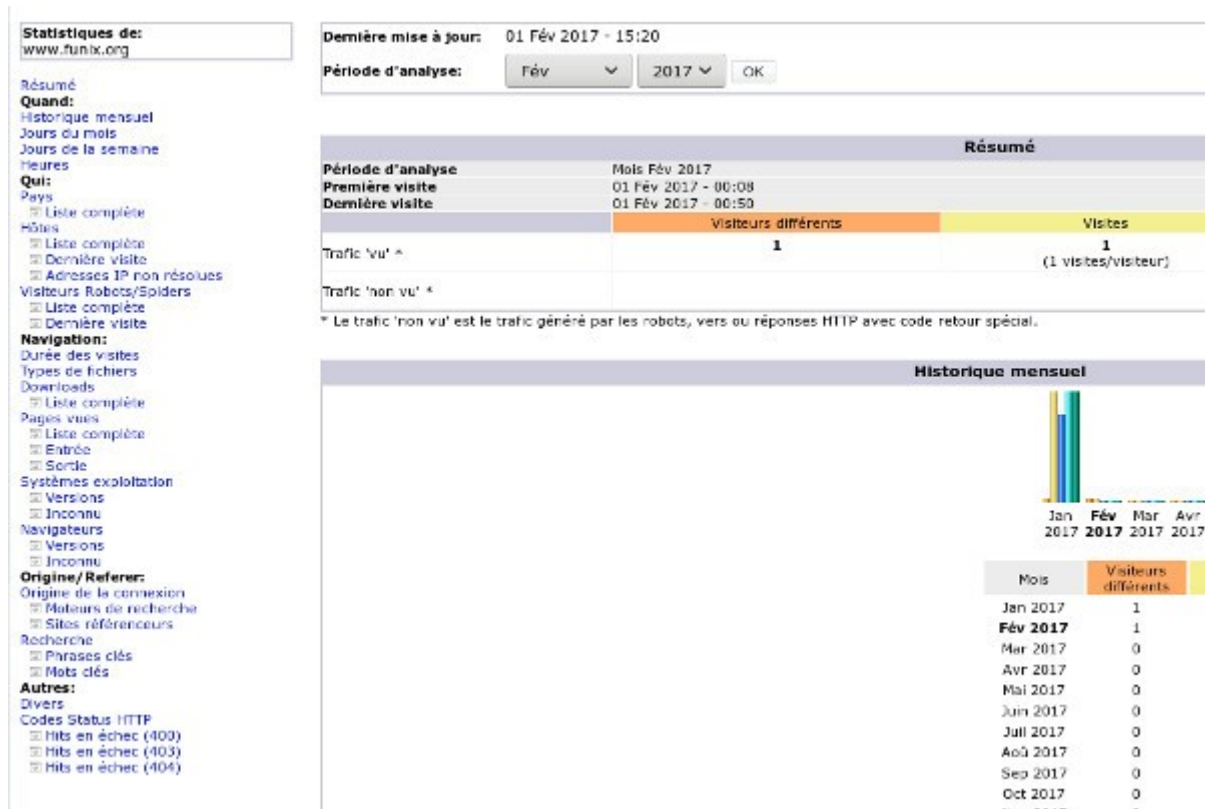 Statistiques de:
www.funix.org
Résumé
Quand:
Historique mensuel
Jours du mois
Jours de la semaine
Heures
Qui:
Pays
Liste complète
Hôtes
Liste complète
Dernière visite
Adresses IP non résolues
Visiteurs Robots/Spiders
Liste complète
Dernière visite
Navigation:
Durée des visites
Types de fichiers
Downloads
Liste complète
Pages vues
Liste complète
Entrée
Sortie
Systèmes exploitation
Versions
Inconnu
Navigateurs
Versions
Inconnu
Origine/Referer:
Origine de la connexion
Moteurs de recherche
Sites référenceurs
Recherche
Phrases clés
Mots clés
Autres:
Divers
Codes Status HTTP
Hits en échec (400)
Hits en échec (403)
Hits en échec (404)
Dernière mise à jour: 01 Fév 2017 - 15:20
Période d'analyse: Fév 2017 OK
Résumé
Période d'analyse Mois Fév 2017
Première visite 01 Fév 2017 - 00:08
Dernière visite 01 Fév 2017 - 00:50
Visiteurs différents Visites
Trafic 'vu' * 1 1
(1 visites/visiteur)
Trafic 'non vu' *
* Le trafic 'non vu' est le trafic généré par les robots, vers ou réponses HTTP avec code retour spécial.
Historique mensuel
Jan Fév Mar Avr
2017 2017 2017 2017
Mois Visiteurs différents
Jan 2017 1
Fév 2017 1
Mar 2017 0
Avr 2017 0
Mai 2017 0
Juin 2017 0
Juil 2017 0
Aoû 2017 0
Sep 2017 0
Oct 2017 0